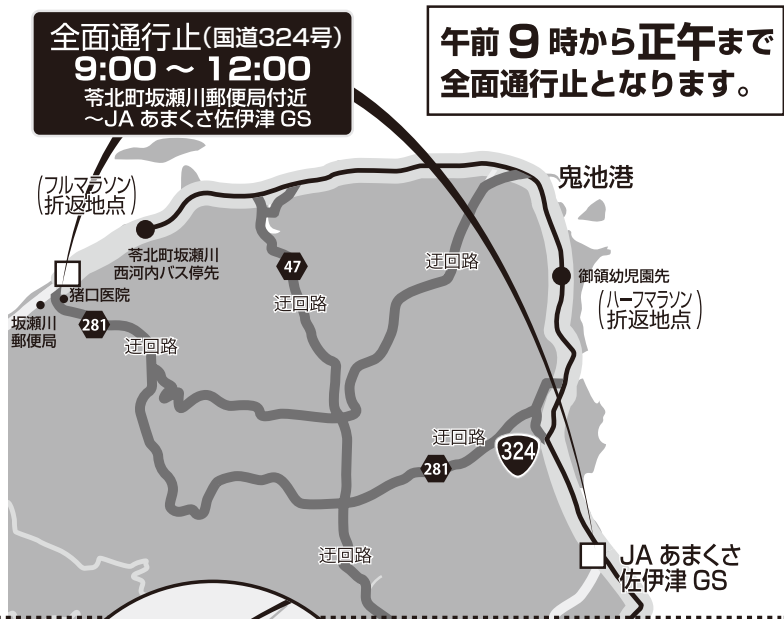 全面通行止(国道324号)
9:00 〜 12:00
苓北町坂瀬川郵便局付近
〜JA あまくさ佐伊津 GS
午前 9 時から正午まで
全面通行止となります。
(フルマラソン)
折返地点
鬼池港
苓北町坂瀬川
西河内バス停先
47
迂回路
迂回路
御領幼児園先
(ハーフマラソン)
折返地点
猪口医院
坂瀬川
郵便局
281
迂回路
迂回路
324
281
迂回路
JA あまくさ
佐伊津 GS